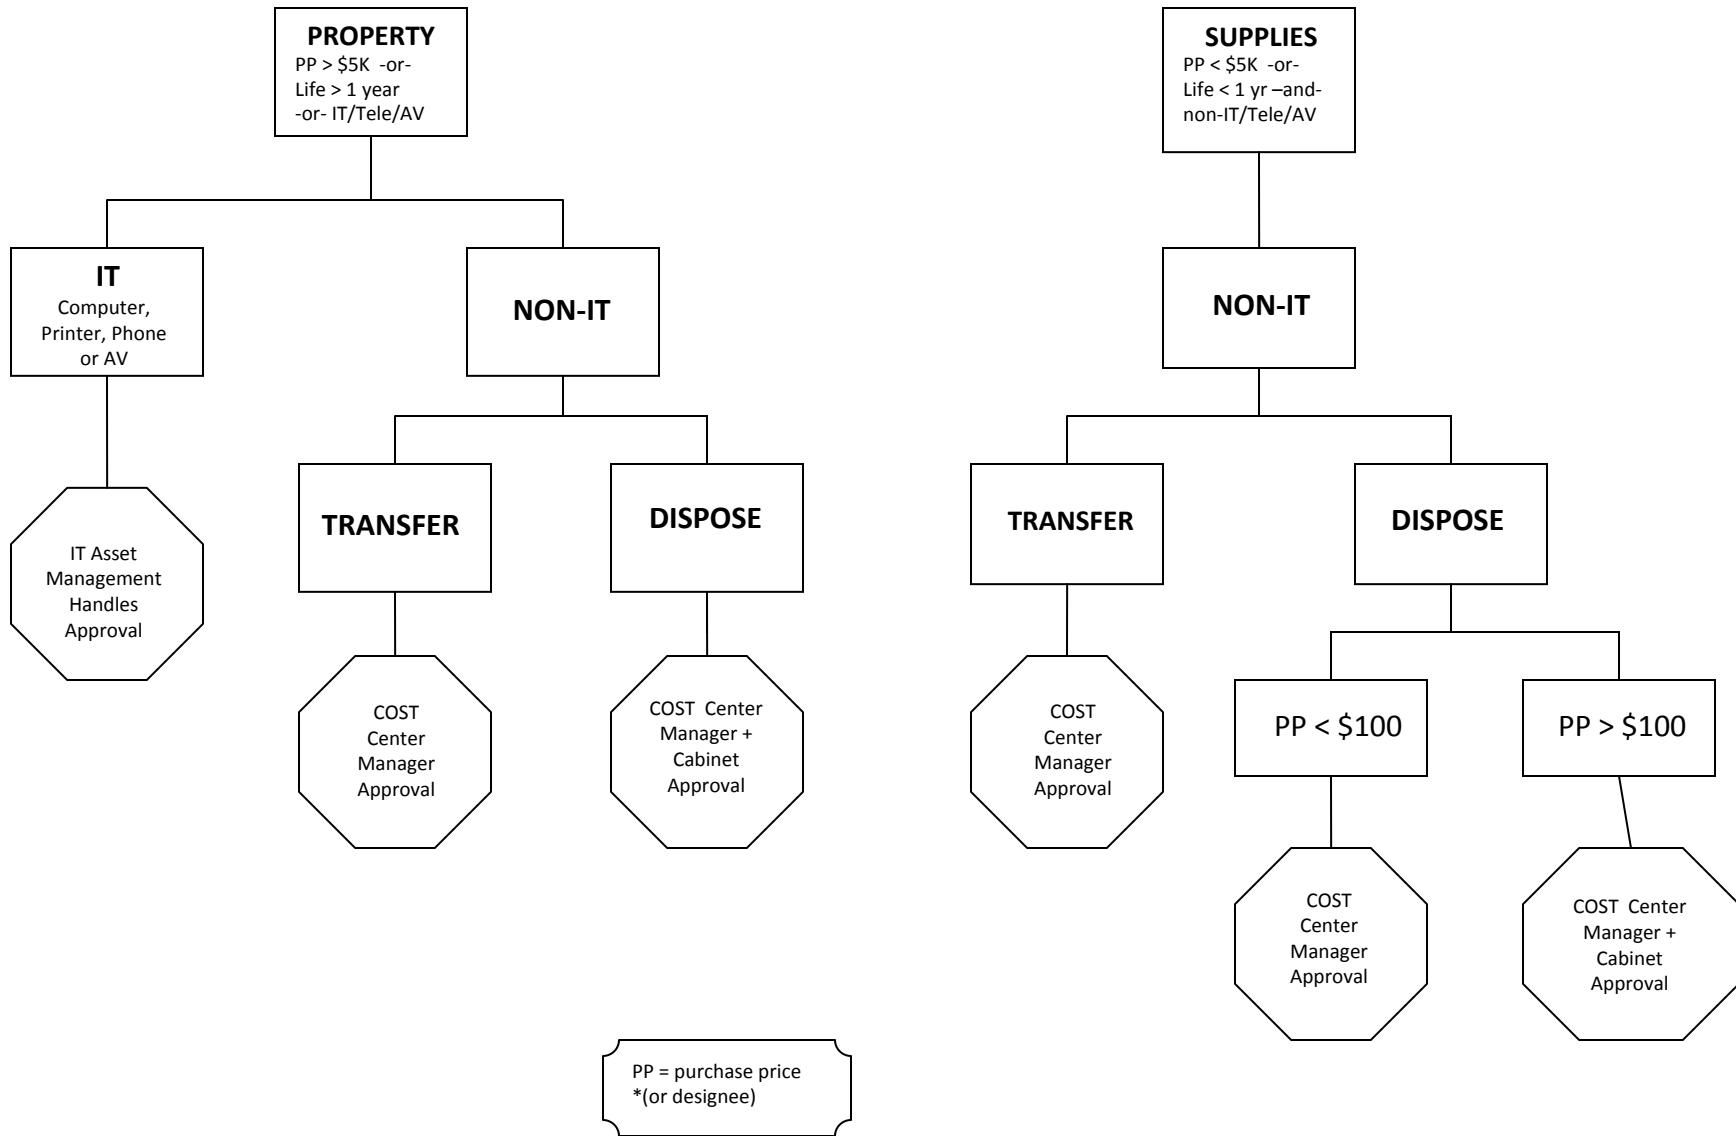 PROPERTY
PP > $5K -or-
Life > 1 year
-or- IT/Tele/AV
SUPPLIES
PP < $5K -or-
Life < 1 yr –and-
non-IT/Tele/AV
IT
Computer,
Printer, Phone
or AV
NON-IT
NON-IT
TRANSFER
DISPOSE
TRANSFER
DISPOSE
IT Asset
Management
Handles
Approval
COST
Center
Manager
Approval
COST Center
Manager +
Cabinet
Approval
COST
Center
Manager
Approval
PP < $100
PP > $100
COST
Center
Manager
Approval
COST Center
Manager +
Cabinet
Approval
PP = purchase price
*(or designee)